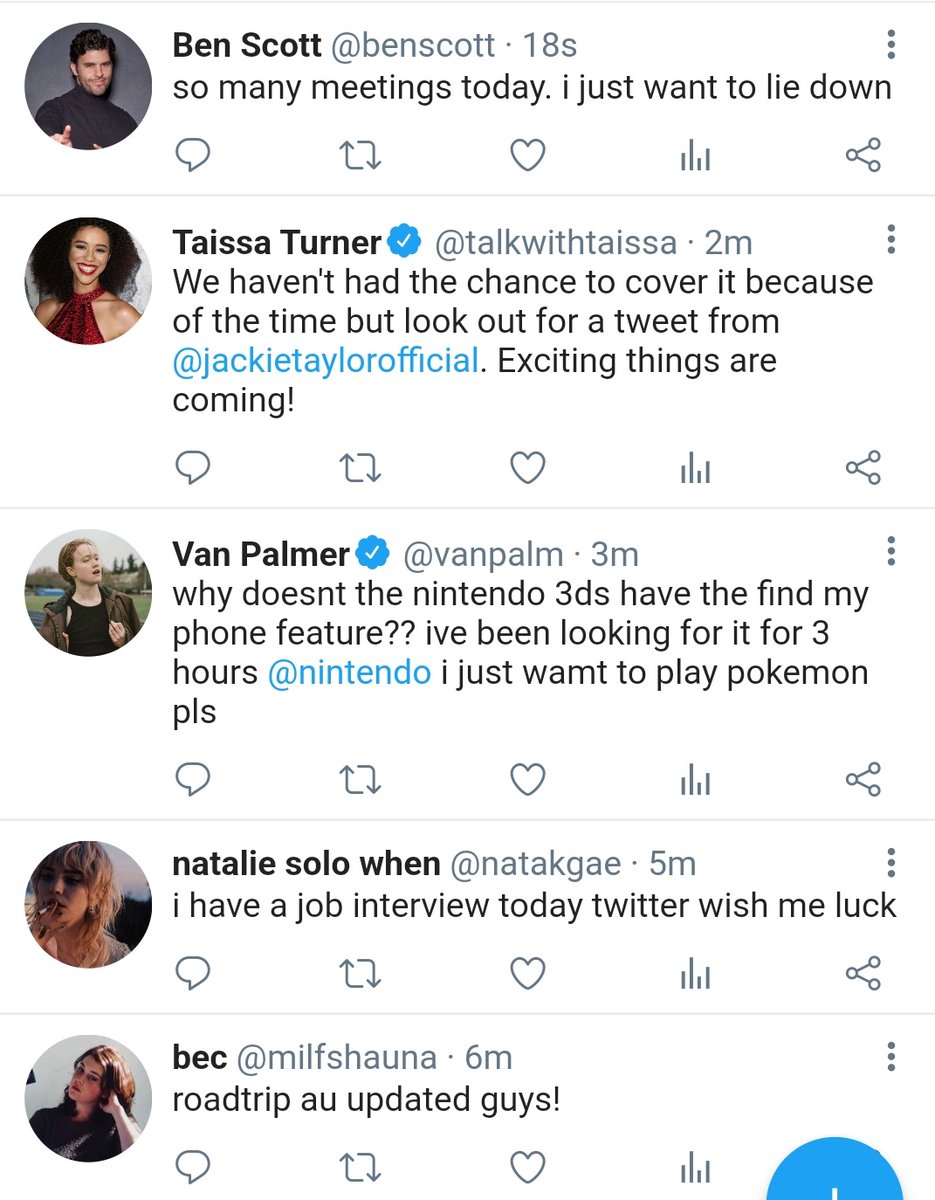 Ben Scott @benscott · 18s
so many meetings today. i just want to lie down
Taissa Turner @talkwithtaissa · 2m
We haven't had the chance to cover it because
of the time but look out for a tweet from
@jackietaylorofficial. Exciting things are
coming!
Van Palmer @vanpalm · 3m
why doesnt the nintendo 3ds have the find my
phone feature?? ive been looking for it for 3
hours @nintendo i just wamt to play pokemon
pls
natalie solo when @natakgae · 5m
i have a job interview today twitter wish me luck
bec @milfshauna · 6m
roadtrip au updated guys!